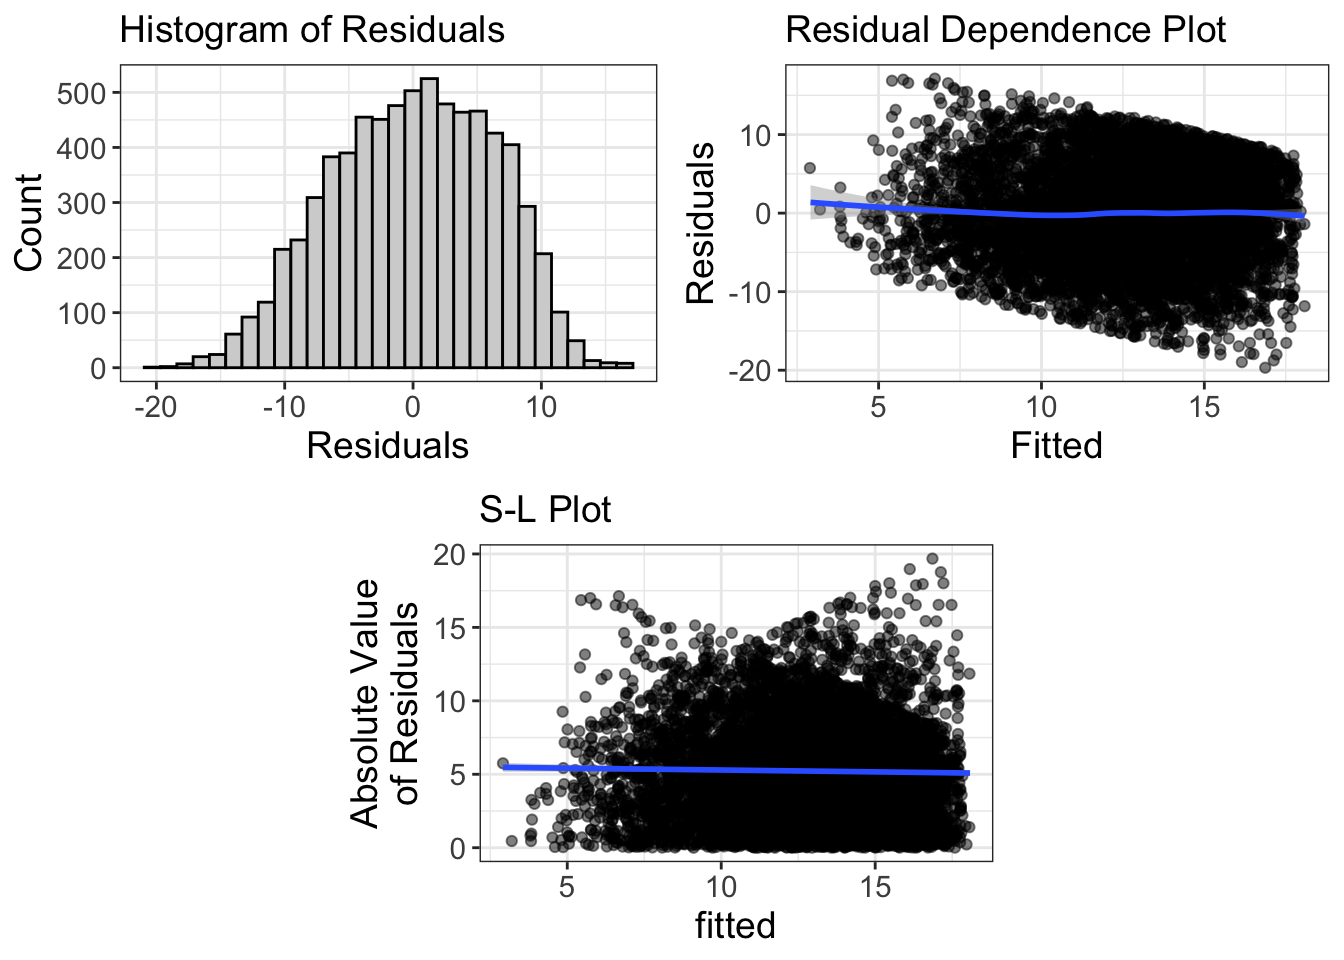 Histogram of Residuals
Count
500
400
300
200
100
0
-20 -10 0 10
Residuals
Residual Dependence Plot
Residuals
10
0
-10
-20
5 10 15
Fitted
S-L Plot
Absolute Value
of Residuals
20
15
10
5
0
5 10 15
fitted